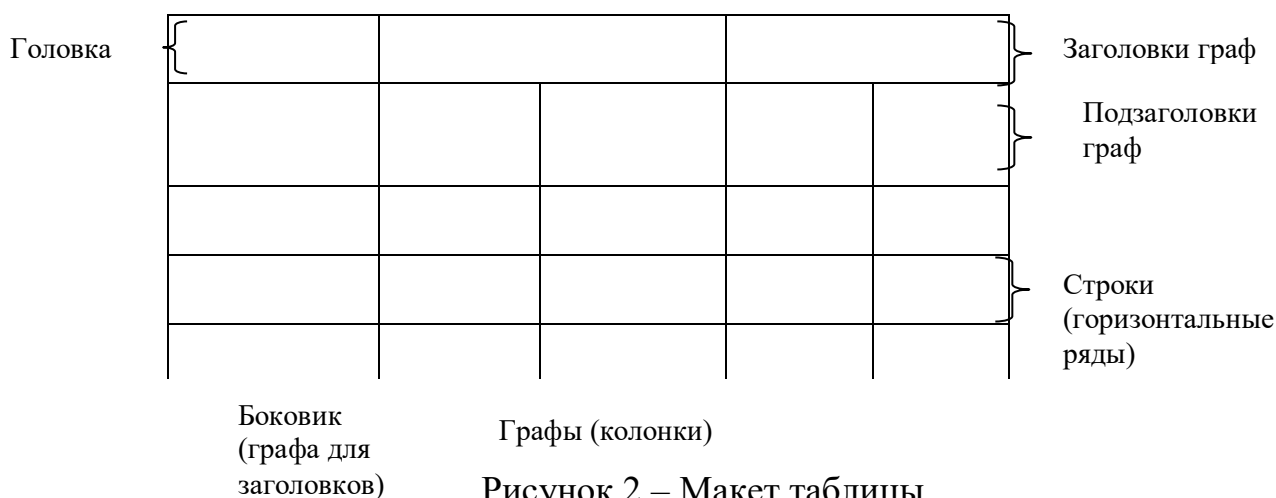 Головка
Заголовки граф
Подзаголовки
граф
Строки
(горизонтальные
ряды)
Боковик
(графа для
заголовков)
Графы (колонки)
Рисунок 2 – Макет таблицы